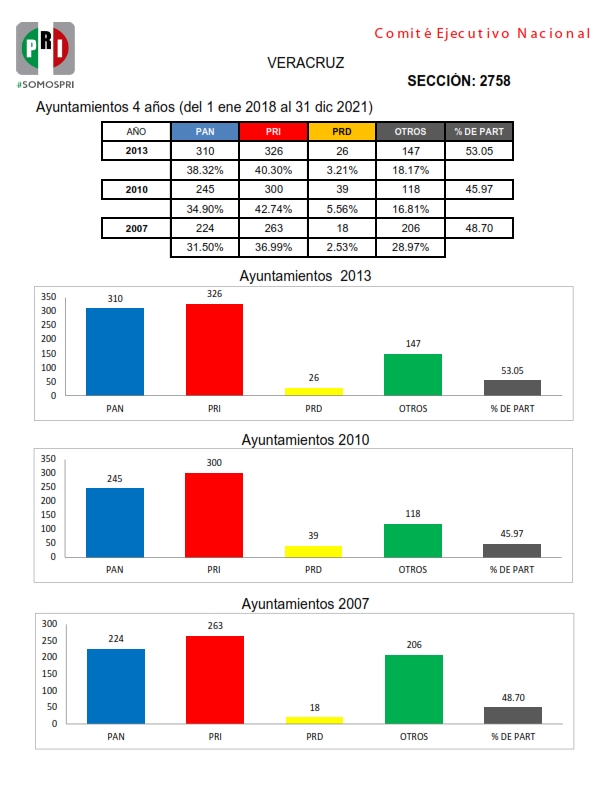 Comité Ejecutivo Nacional
PRI
#SOMOSPRI
VERACRUZ
SECCIÒN: 2758
Ayuntamientos 4 años (del 1 ene 2018 al 31 dic 2021)
AÑO PAN PRI PRD OTROS % DE PART
2013 310 326 26 147 53.05
38.32% 40.30% 3.21% 18.17%
2010 245 300 39 118 45.97
34.90% 42.74% 5.56% 16.81%
2007 224 263 18 206 48.70
31.50% 36.99% 2.53% 28.97%
Ayuntamientos 2013
350
300
250
200
150
100
50
0
310
326
26
147
53.05
PAN PRI PRD OTROS % DE PART
Ayuntamientos 2010
350
300
250
200
150
100
50
0
245
300
39
118
45.97
PAN PRI PRD OTROS % DE PART
Ayuntamientos 2007
300
250
200
150
100
50
0
224
263
18
206
48.70
PAN PRI PRD OTROS % DE PART